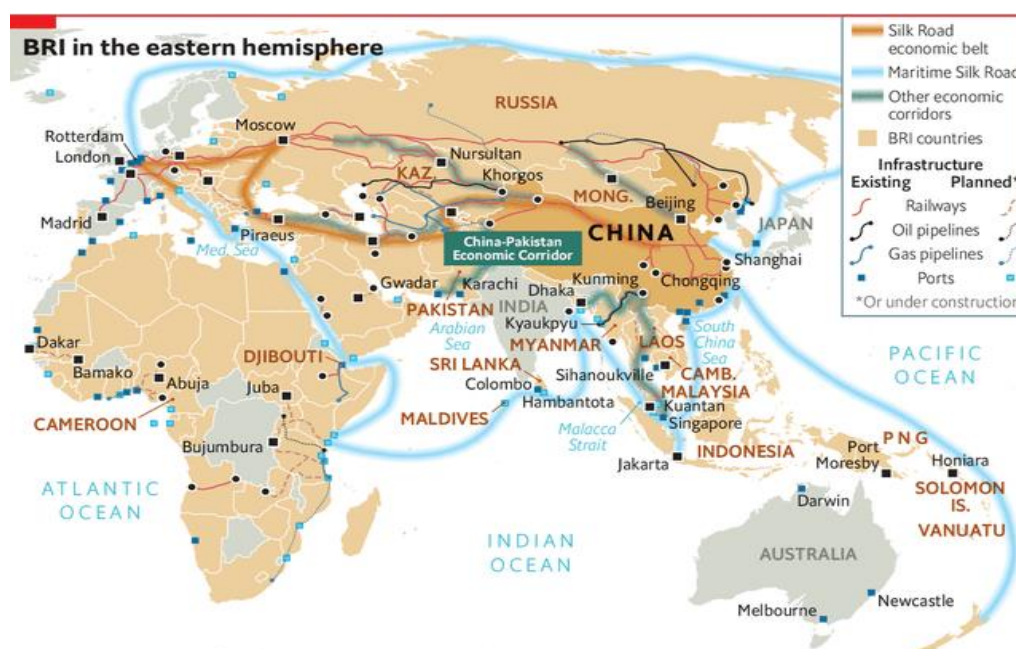 BRI in the eastern hemisphere
Silk Road
economic belt
Maritime Silk Road
Other economic
corridors
BRI countries
Infrastructure
Existing Planned*
Railways
Oil pipelines
Gas pipelines
Ports
*Or under construction
RUSSIA
Moscow
Rotterdam
London
Nursultan
KAZ.
Khorgos
MONG.
Beijing
Madrid
Piraeus
Med. Sea
JAPAN
CHINA
China-Pakistan
Economic Corridor
Shanghai
Gwadar
Karachi
Kunming
Chongqing
Dhaka
INDIA
PAKISTAN
Arabian
Sea
Kyaukpyu
MYANMAR
LAOS
South
China
Sea
PACIFIC
OCEAN
Dakar
Bamako
DJIBOUTI
Abuja
Juba
SRI LANKA
Colombo
Hambantota
Sihanoukville
CAMB.
MALAYSIA
CAMEROON
MALDIVES
Kuantan
Singapore
Malacca
Strait
Bujumbura
Jakarta
INDONESIA
PNG
Port
Moresby
Honiara
SOLOMON
IS.
VANUATU
ATLANTIC
OCEAN
INDIAN
OCEAN
Darwin
AUSTRALIA
Newcastle
Melbourne